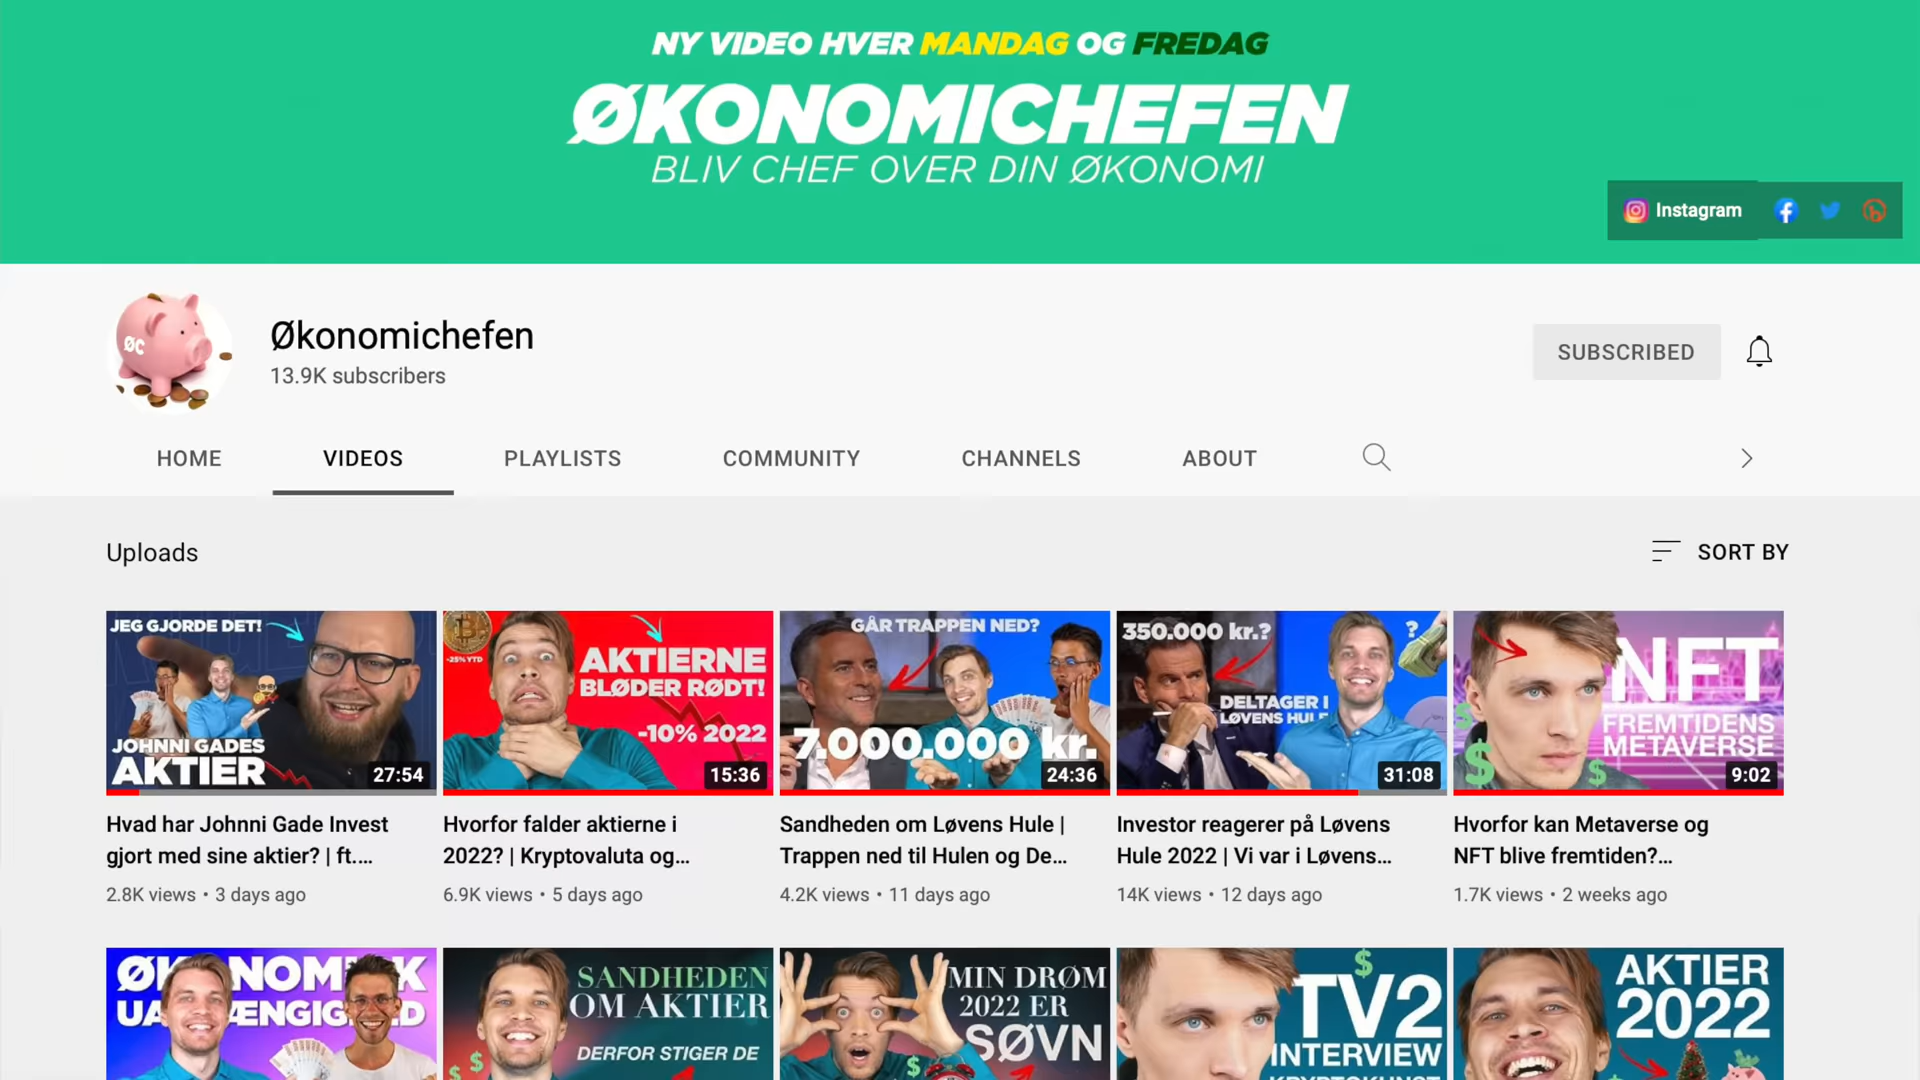 NY VIDEO HVER MANDAG OG FREDAG
ØKONOMICHEFEN
BLIV CHEF OVER DIN ØKONOMI
Instagram
ØC
Økonomichefen
13.9K subscribers
SUBSCRIBED
HOME VIDEOS PLAYLISTS COMMUNITY CHANNELS ABOUT
Uploads
SORT BY
JEG GJORDE DET!
JOHNNI GADES
AKTIER
27:54
-25% YTD
AKTIERNE
BLØDER RØDT!
-10% 2022
15:36
GÅR TRAPPEN NED?
7.000.000 kr.
24:36
350.000 kr.?
?
DELTAGER I
LØVENS HULE
31:08
NFT
FREMTIDENS
METAVERSE
9:02
Hvad har Johnni Gade Invest
gjort med sine aktier? | ft....
2.8K views • 3 days ago
Hvorfor falder aktierne i
2022? | Kryptovaluta og...
6.9K views • 5 days ago
Sandheden om Løvens Hule |
Trappen ned til Hulen og De...
4.2K views • 11 days ago
Investor reagerer på Løvens
Hule 2022 | Vi var i Løvens...
14K views • 12 days ago
Hvorfor kan Metaverse og
NFT blive fremtiden?...
1.7K views • 2 weeks ago
SANDHEDEN
OM AKTIER
DERFOR STIGER DE
MIN DRØM
2022 ER
SØVN
TV2
INTERVIEW
AKTIER
2022